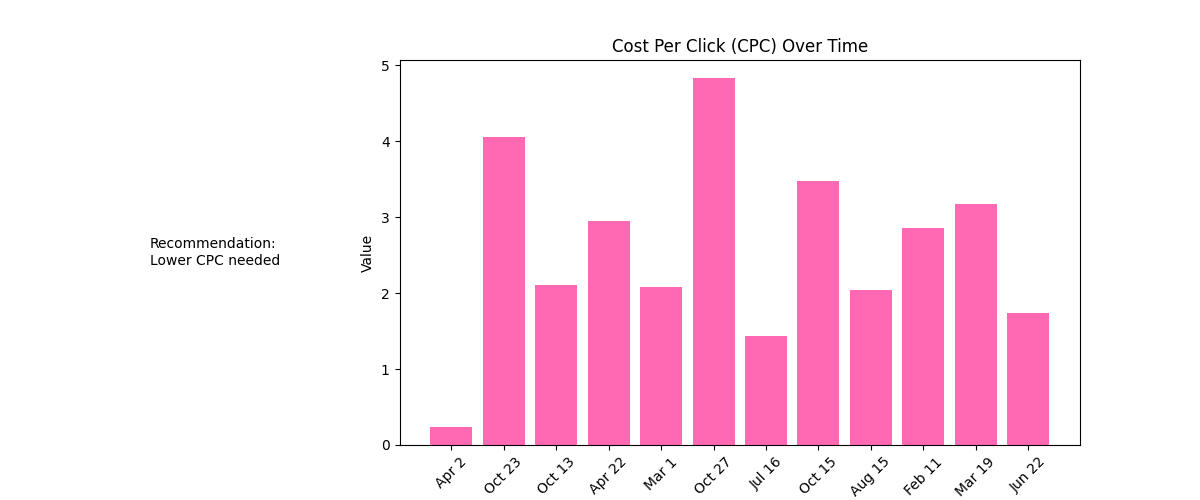 Cost Per Click (CPC) Over Time
Recommendation:
Lower CPC needed
Value
5
4
3
2
1
0
Apr 2
Oct 23
Oct 13
Apr 22
Mar 1
Oct 27
Jul 16
Oct 15
Aug 15
Feb 11
Mar 19
Jun 22